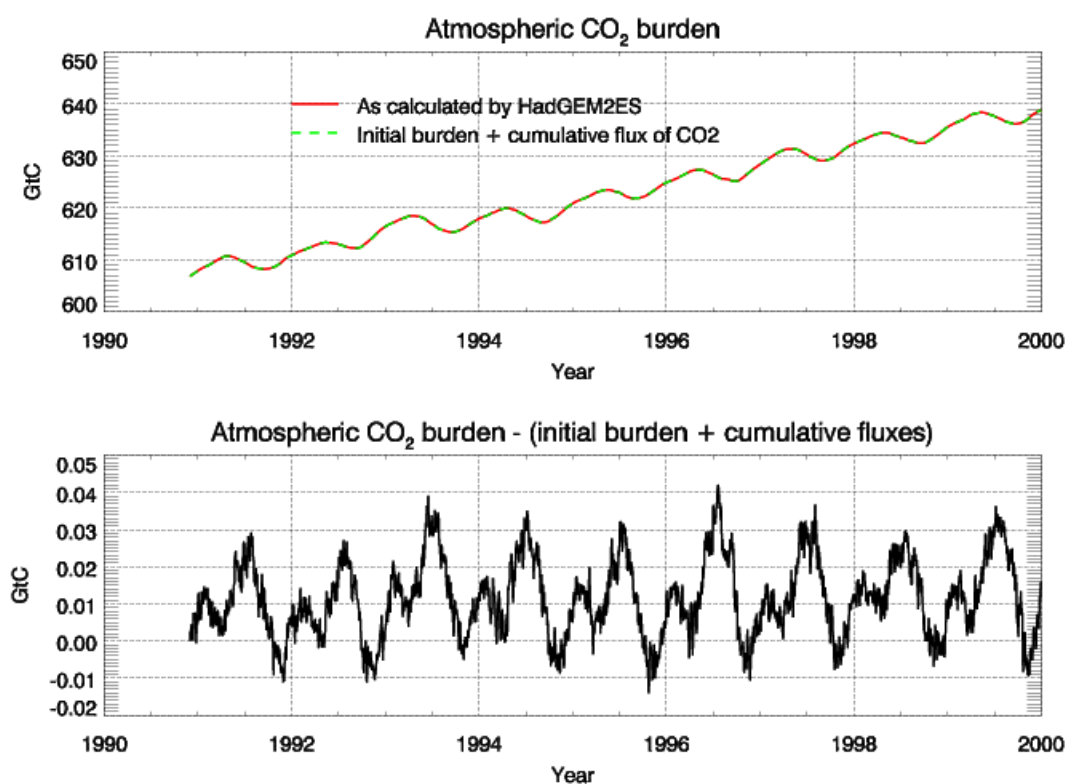 Atmospheric CO₂ burden
650
640
630
620
610
600
GtC
As calculated by HadGEM2ES
Initial burden + cumulative flux of CO2
1990 1992 1994 1996 1998 2000
Year
Atmospheric CO₂ burden - (initial burden + cumulative fluxes)
0.05
0.04
0.03
0.02
0.01
0.00
-0.01
-0.02
GtC
1990 1992 1994 1996 1998 2000
Year